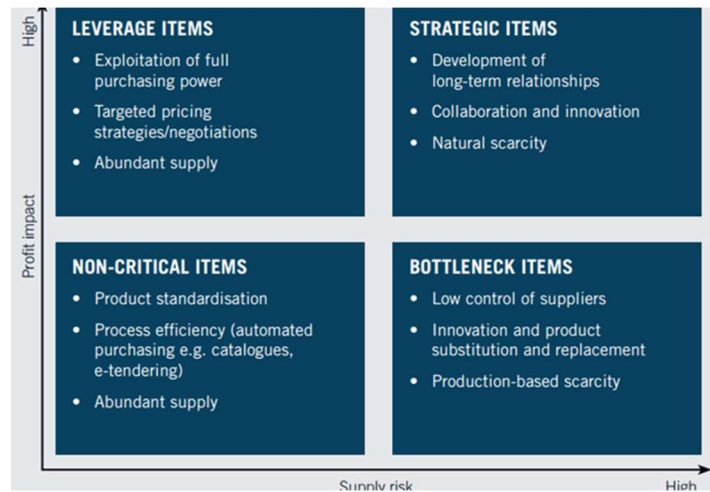 High
Profit impact
LEVERAGE ITEMS
• Exploitation of full
purchasing power
• Targeted pricing
strategies/negotiations
• Abundant supply
STRATEGIC ITEMS
• Development of
long-term relationships
• Collaboration and innovation
• Natural scarcity
NON-CRITICAL ITEMS
• Product standardisation
• Process efficiency (automated
purchasing e.g. catalogues,
e-tendering)
• Abundant supply
BOTTLENECK ITEMS
• Low control of suppliers
• Innovation and product
substitution and replacement
• Production-based scarcity
Supply risk
High